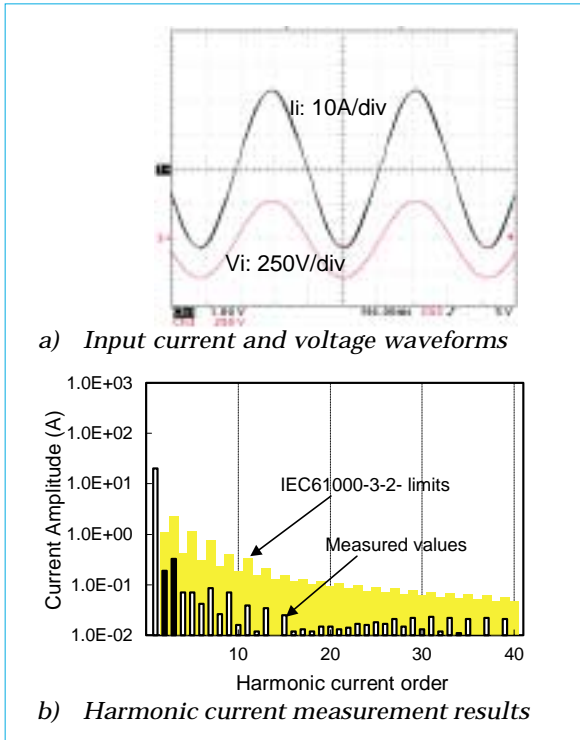 Ii: 10A/div
Vi: 250V/div
a) Input current and voltage waveforms
1.0E+03
1.0E+02
1.0E+01
1.0E+00
1.0E-01
1.0E-02
Current Amplitude (A)
IEC61000-3-2- limits
Measured values
10 20 30 40
Harmonic current order
b) Harmonic current measurement results